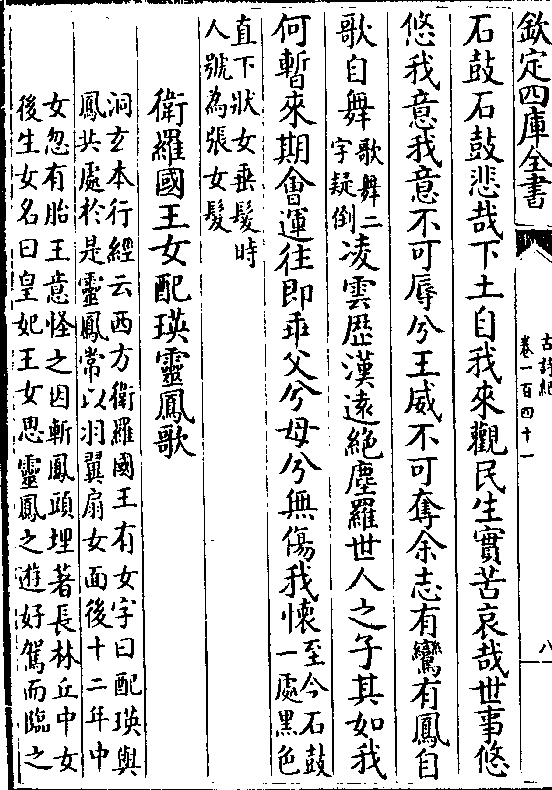 欽定四庫全書
古詩紀
卷一百四十一
八
石鼓石鼓悲哉下土自我來觀民生實苦哀哉世事悠
悠我意我意不可辱兮王威不可奪余志有鸞有鳳自
歌自舞歌舞二
字疑倒
凌雲歴漢遠絶塵羅世人之子其如我
何暫來期會運往即乖父兮母兮無傷我懐至今石鼓
一處黑色
直下狀女垂髮時
人號為張女髮
衛羅國王女配瑛靈鳳歌
洞玄本行經云西方衛羅國王有女字曰配瑛與
鳳共處於是靈鳳常以羽翼扇女面後十二年中
女忽有胎王意怪之因斬鳳頭埋著長林丘中女
後生女名曰皇妃王女思靈鳳之遊好駕而臨之